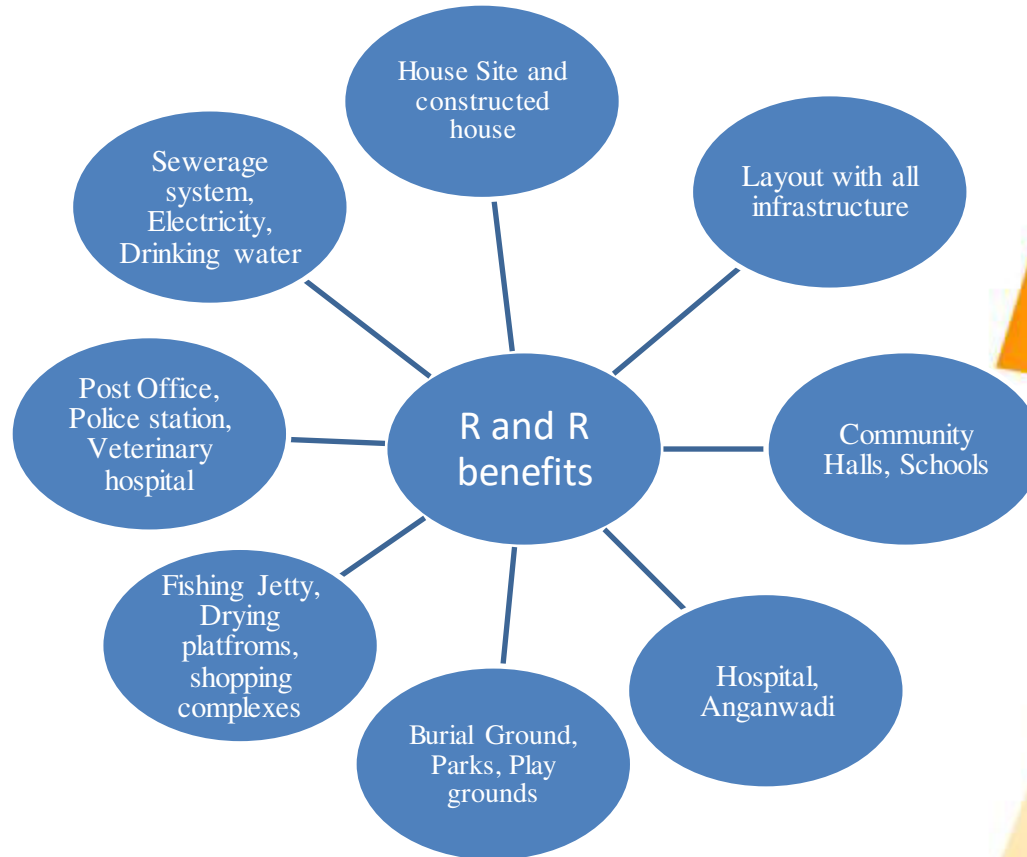 House Site and
constructed
house
Layout with all
infrastructure
Community
Halls, Schools
Hospital,
Anganwadi
Burial Ground,
Parks, Play
grounds
Fishing Jetty,
Drying
platfroms,
shopping
complexes
Post Office,
Police station,
Veterinary
hospital
Sewerage
system,
Electricity,
Drinking water
R and R
benefits